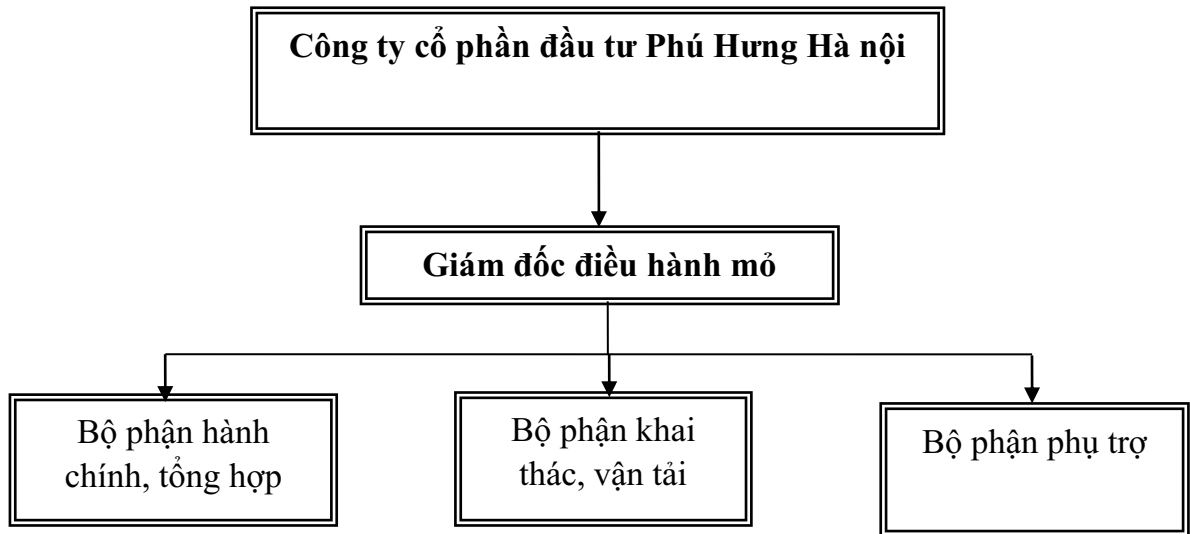 Công ty cổ phần đầu tư Phú Hưng Hà nội
Giám đốc điều hành mỏ
Bộ phận hành
chính, tổng hợp
Bộ phận khai
thác, vận tải
Bộ phận phụ trợ